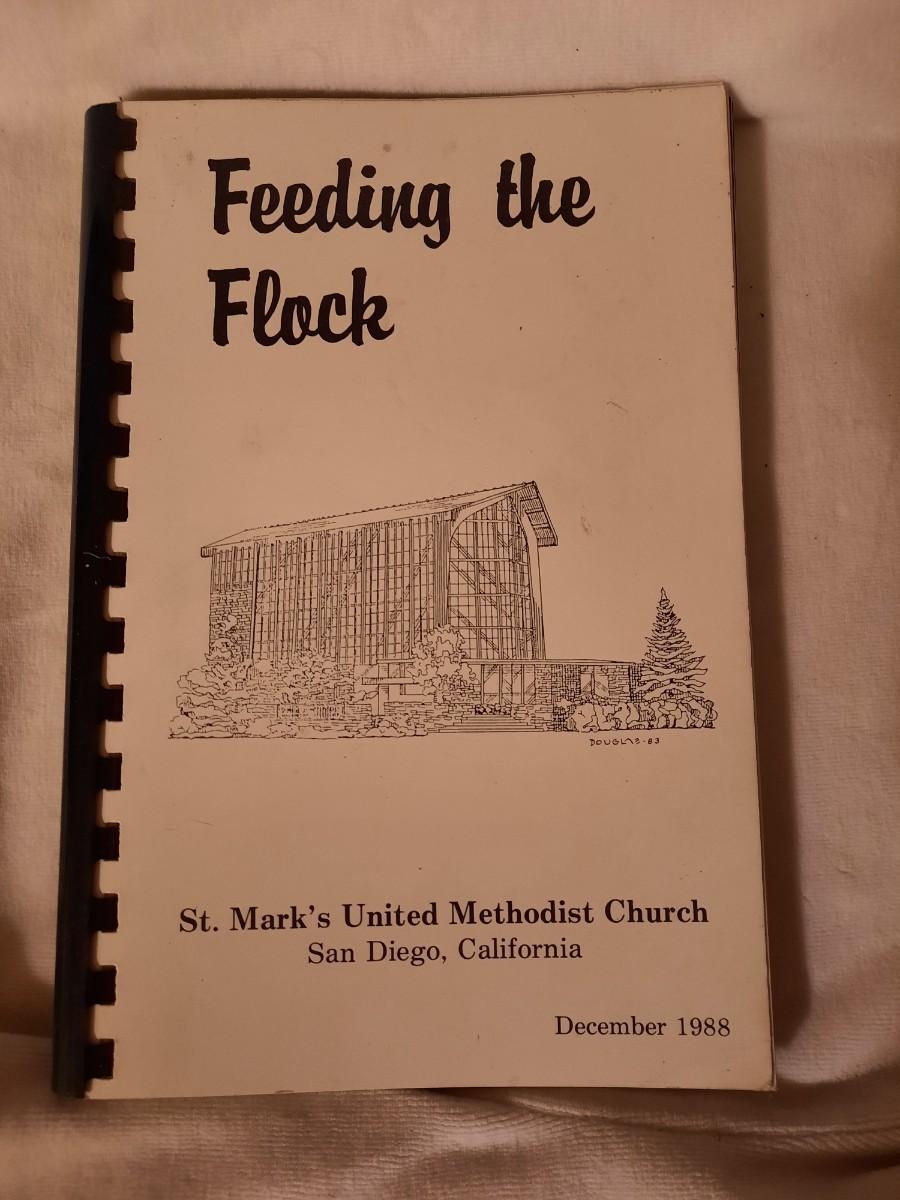 Feeding the
Flock
DOUGLAS-83
St. Mark's United Methodist Church
San Diego, California
December 1988